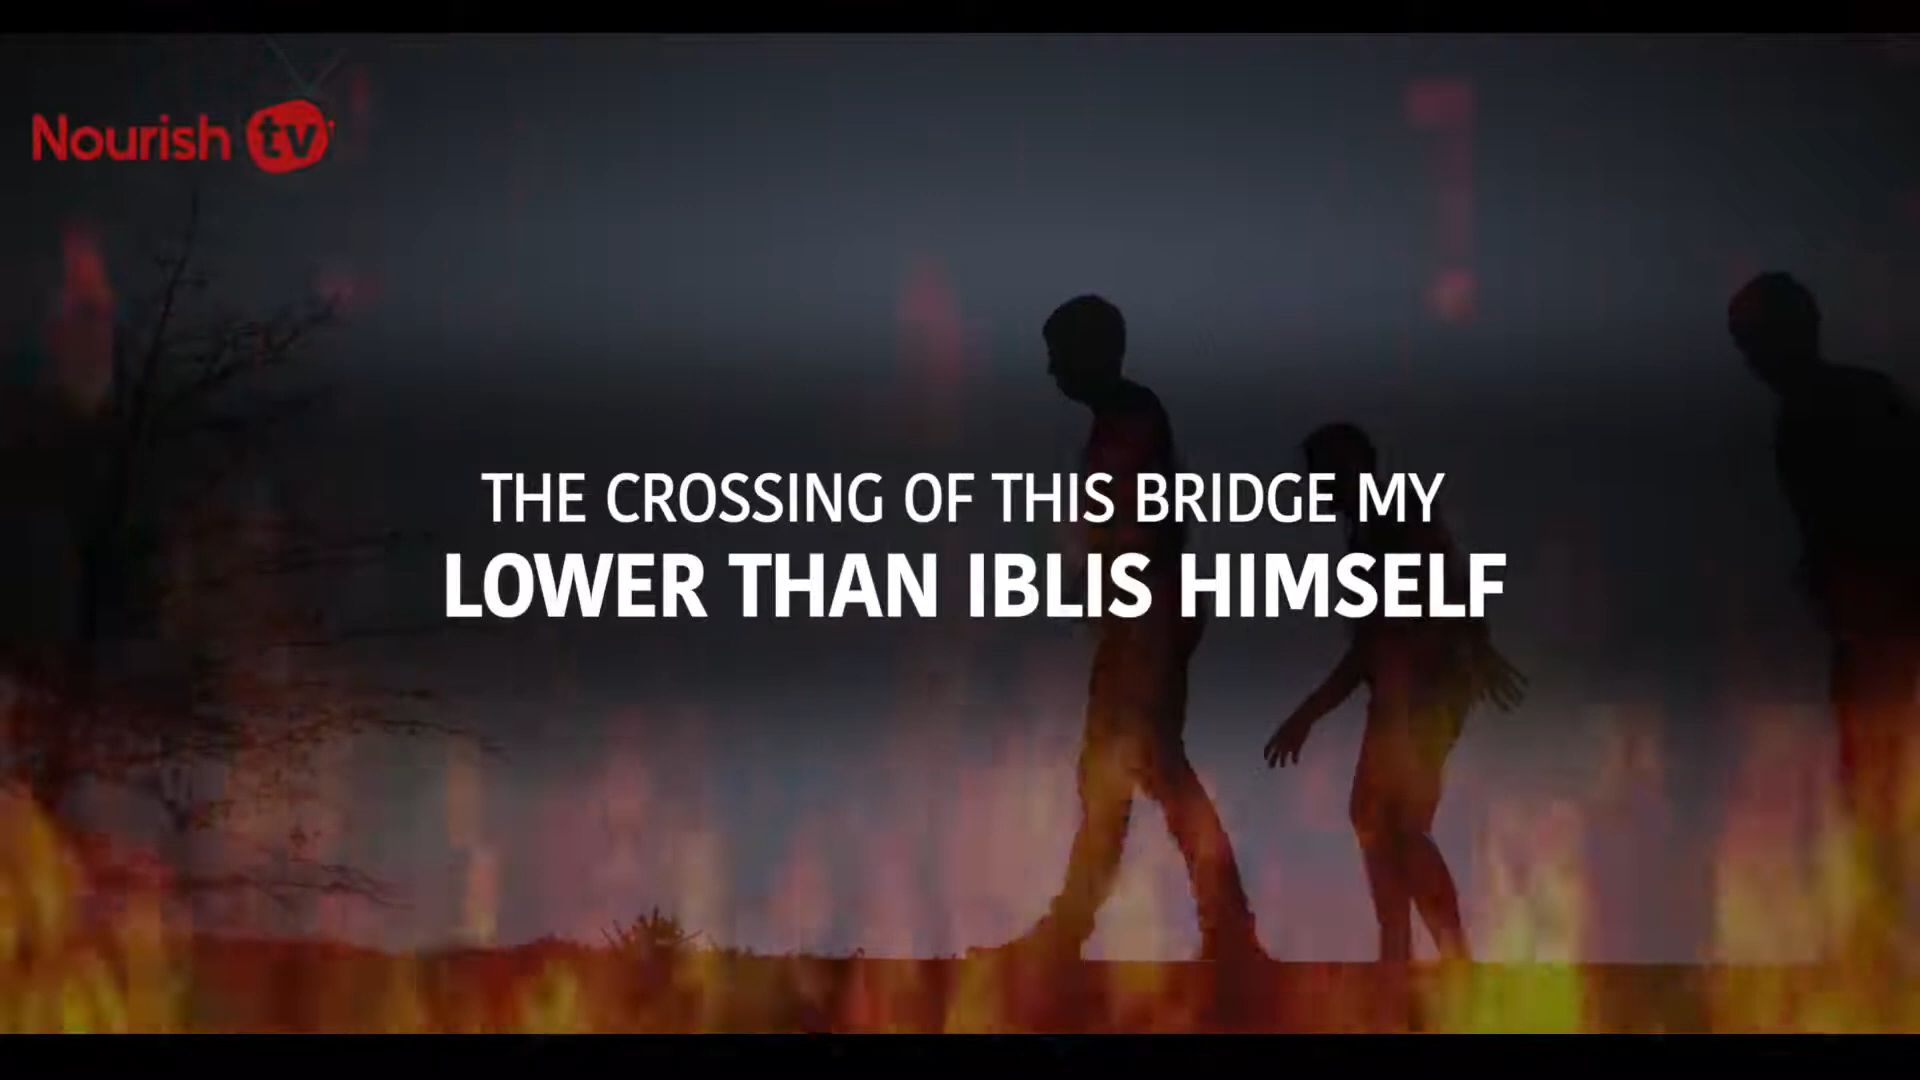 Nourish tv
THE CROSSING OF THIS BRIDGE MY
LOWER THAN IBLIS HIMSELF